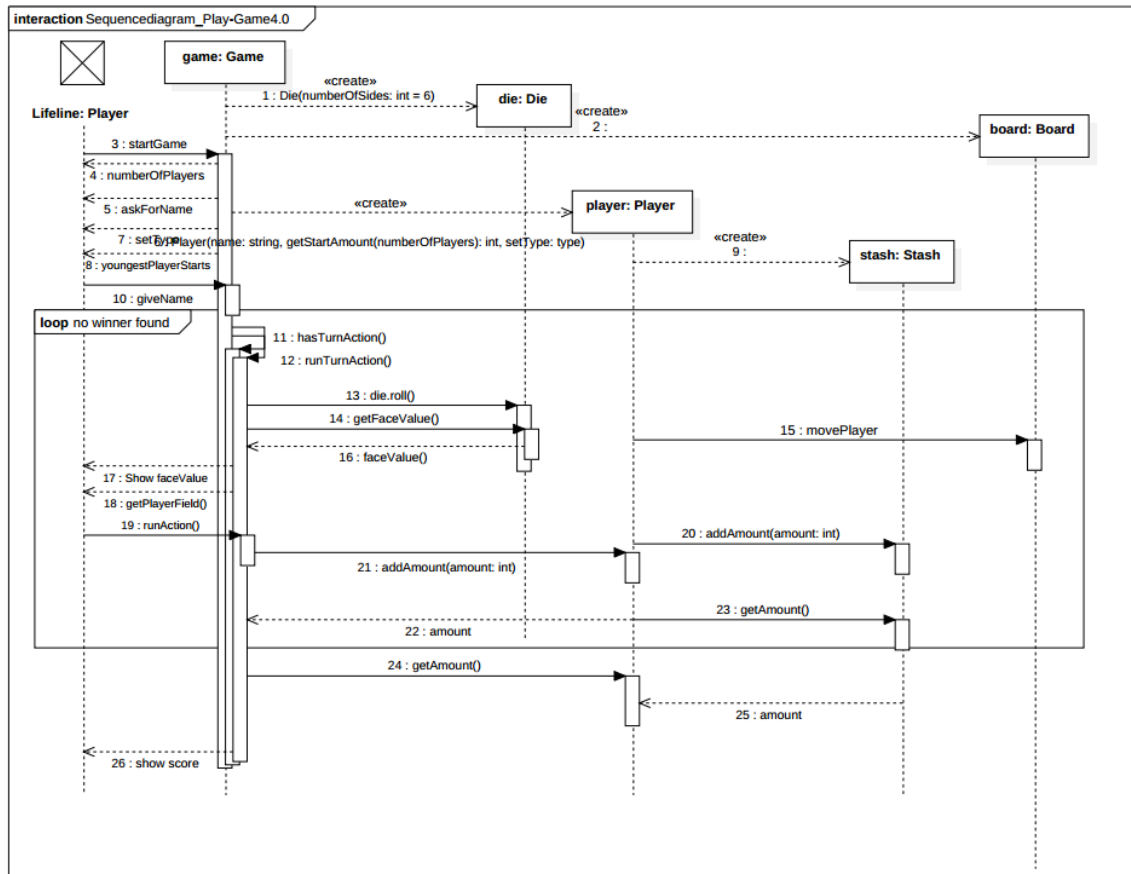 interaction Sequencediagram_Play-Game4.0
game: Game
«create»
1 : Die(numberOfSides: int = 6)
die: Die
«create»
2 :
board: Board
Lifeline: Player
3 : startGame
4 : numberOfPlayers
5 : askForName
«create»
player: Player
7 : setType
6 : Player(name: string, getStartAmount(numberOfPlayers): int, setType: type)
«create»
9 :
stash: Stash
8 : youngestPlayerStarts
10 : giveName
loop no winner found
11 : hasTurnAction()
12 : runTurnAction()
13 : die.roll()
14 : getFaceValue()
15 : movePlayer
16 : faceValue()
17 : Show faceValue
18 : getPlayerField()
19 : runAction()
20 : addAmount(amount: int)
21 : addAmount(amount: int)
23 : getAmount()
22 : amount
24 : getAmount()
25 : amount
26 : show score